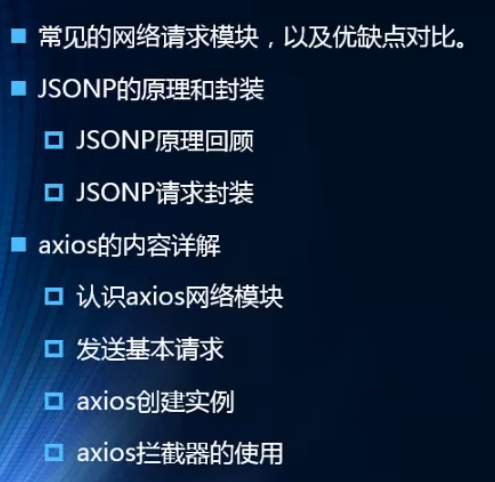 常见的网络请求模块，以及优缺点对比。
JSONP的原理和封装
JSONP原理回顾
JSONP请求封装
axios的内容详解
认识axios网络模块
发送基本请求
axios创建实例
axios拦截器的使用